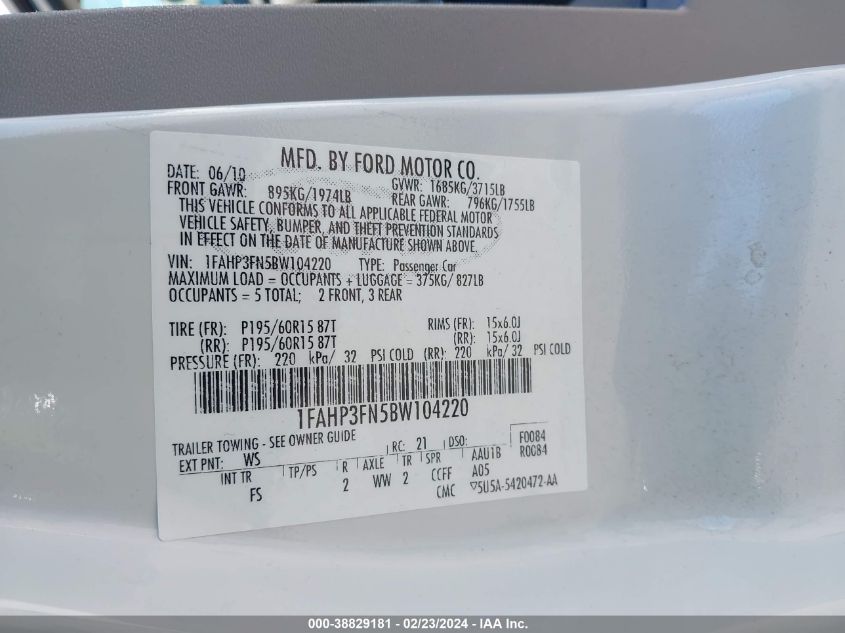 MFD. BY FORD MOTOR CO.
DATE: 06/10 GVWR: 1685KG/3715LB
FRONT GAWR: 895KG/1974LB REAR GAWR: 796KG/1755LB
THIS VEHICLE CONFORMS TO ALL APPLICABLE FEDERAL MOTOR
VEHICLE SAFETY, BUMPER, AND THEFT PREVENTION STANDARDS
IN EFFECT ON THE DATE OF MANUFACTURE SHOWN ABOVE.
VIN: 1FAHP3FN5BW104220 TYPE: Passenger Car
MAXIMUM LOAD = OCCUPANTS + LUGGAGE = 375KG/ 827LB
OCCUPANTS = 5 TOTAL; 2 FRONT, 3 REAR
TIRE (FR): P195/60R15 87T RIMS (FR): 15x6.0J
(RR): P195/60R15 87T (RR): 15x6.0J
PRESSURE (FR): 220 kPa/ 32 PSI COLD (RR): 220 kPa/ 32 PSI COLD
1FAHP3FN5BW104220
TRAILER TOWING - SEE OWNER GUIDE
EXT PNT: WS RC: 21 DSO: F0084
R0084
INT TR TP/PS R AXLE TR SPR AAU1B
FS 2 WW 2 CCFF A05
CMC ▽5U5A-5420472-AA
000-38829181 - 02/23/2024 - Copyright IAA, Inc.